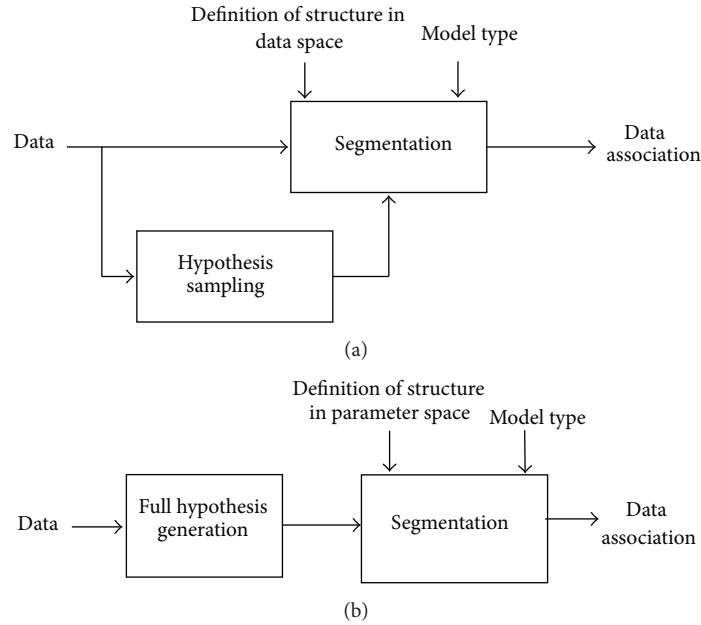 Definition of structure in
data space
Model type
Data
Segmentation
Data
association
Hypothesis
sampling
(a)
Definition of structure
in parameter space
Model type
Data
Full hypothesis
generation
Segmentation
Data
association
(b)